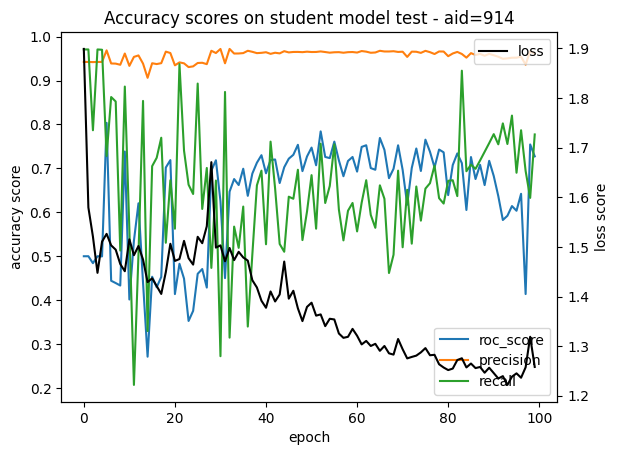 Accuracy scores on student model test - aid=914
1.0
0.9
0.8
0.7
0.6
0.5
0.4
0.3
0.2
accuracy score
1.9
1.8
1.7
1.6
1.5
1.4
1.3
1.2
loss score
loss
roc_score
precision
recall
0 20 40 60 80 100
epoch